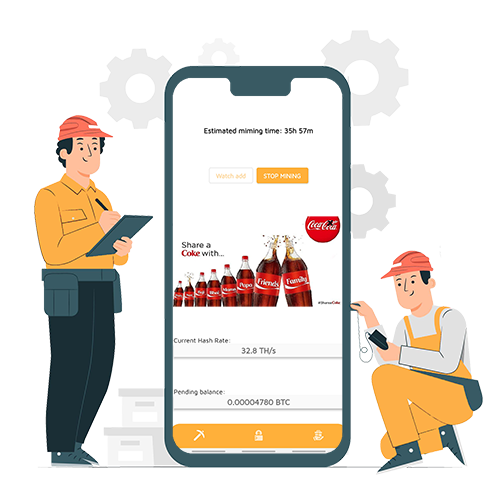 Estimated miming time: 35h 57m
Watch add
STOP MINING
Coca-Cola
Share a
Coke with...
Papa
Friends
Family
#ShareaCoke
Current Hash Rate:
32.8 TH/s
Pending balance:
0.00004780 BTC